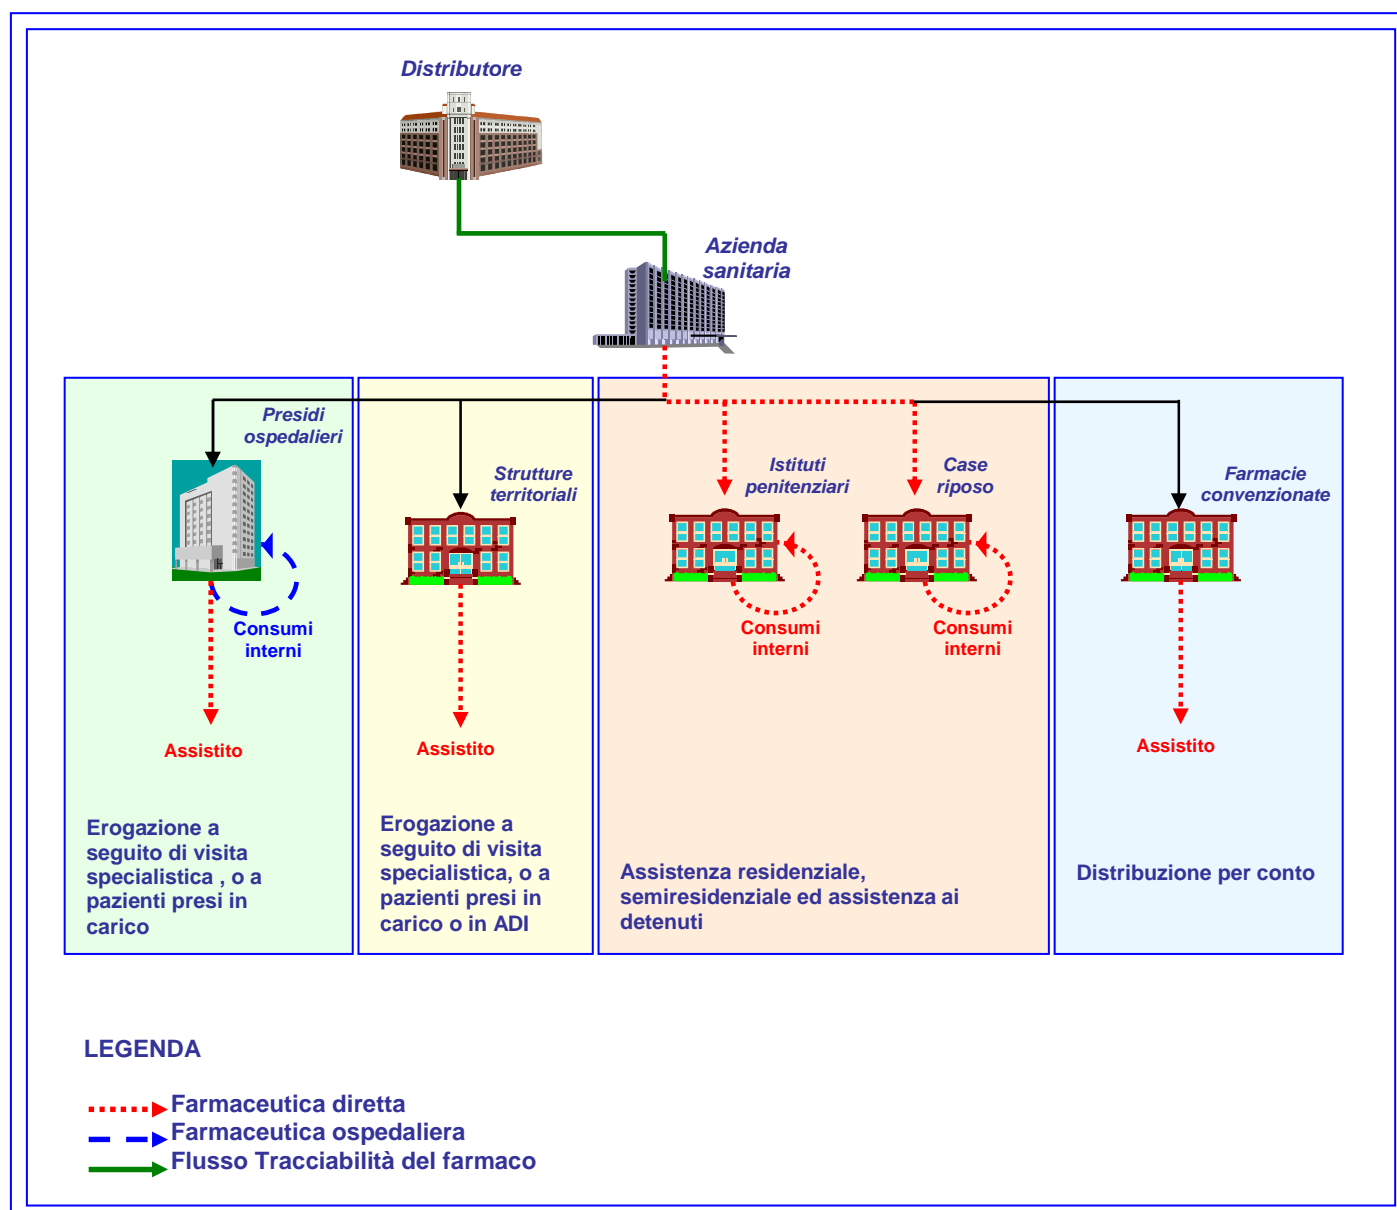 Distributore
Azienda
sanitaria
Presidi
ospedalieri
Strutture
territoriali
Istituti
penitenziari
Case
riposo
Farmacie
convenzionate
Consumi
interni
Consumi
interni
Consumi
interni
Assistito
Assistito
Assistito
Erogazione a
seguito di visita
specialistica , o a
pazienti presi in
carico
Erogazione a
seguito di visita
specialistica, o a
pazienti presi in
carico o in ADI
Assistenza residenziale,
semiresidenziale ed assistenza ai
detenuti
Distribuzione per conto
LEGENDA
Farmaceutica diretta
Farmaceutica ospedaliera
Flusso Tracciabilità del farmaco